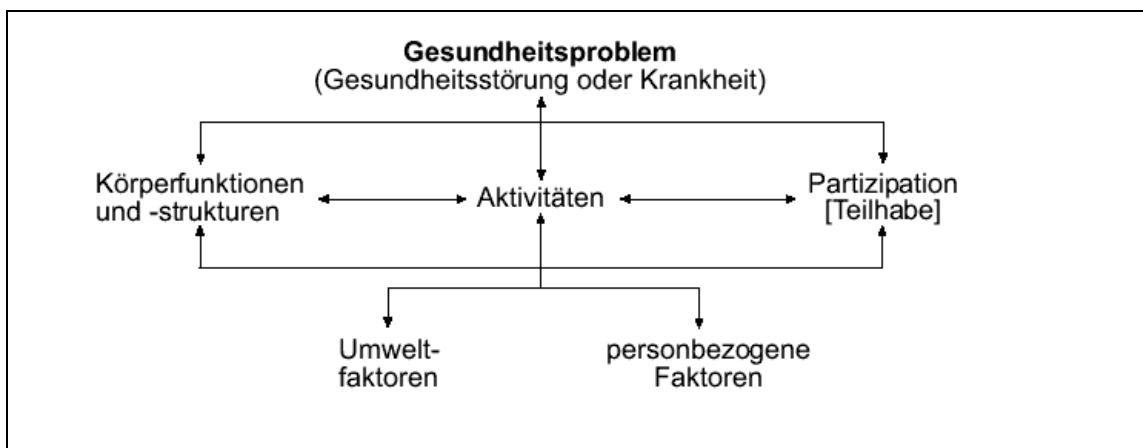 Gesundheitsproblem
(Gesundheitsstörung oder Krankheit)
Körperfunktionen
und -strukturen
Aktivitäten
Partizipation
[Teilhabe]
Umwelt-
faktoren
personbezogene
Faktoren